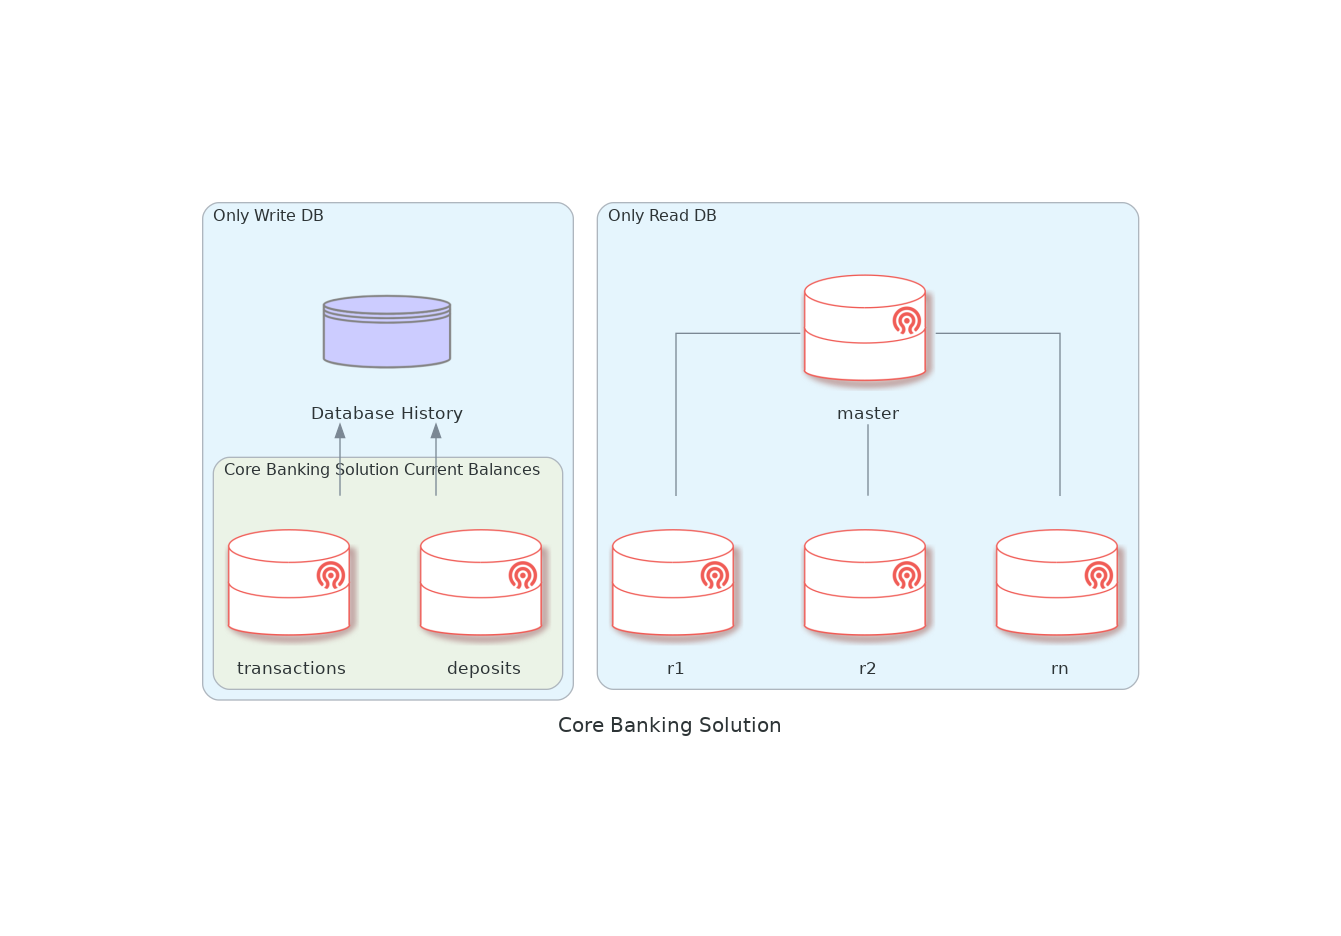 Only Write DB
Only Read DB
Database History
master
Core Banking Solution Current Balances
transactions
deposits
r1
r2
rn
Core Banking Solution